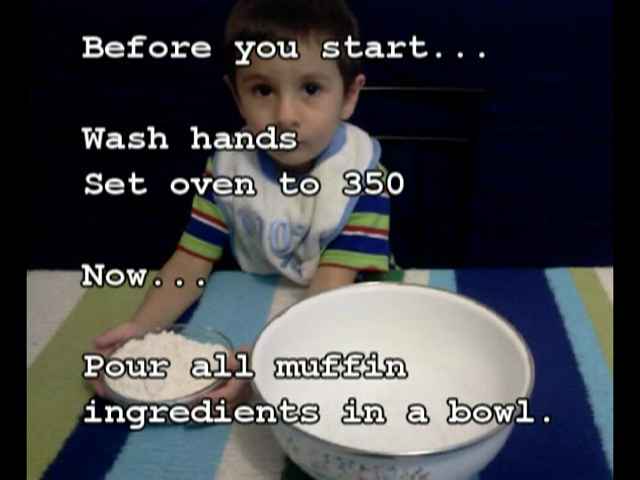 Before you start...
Wash hands
Set oven to 350
Now...
Pour all muffin
ingredients in a bowl.